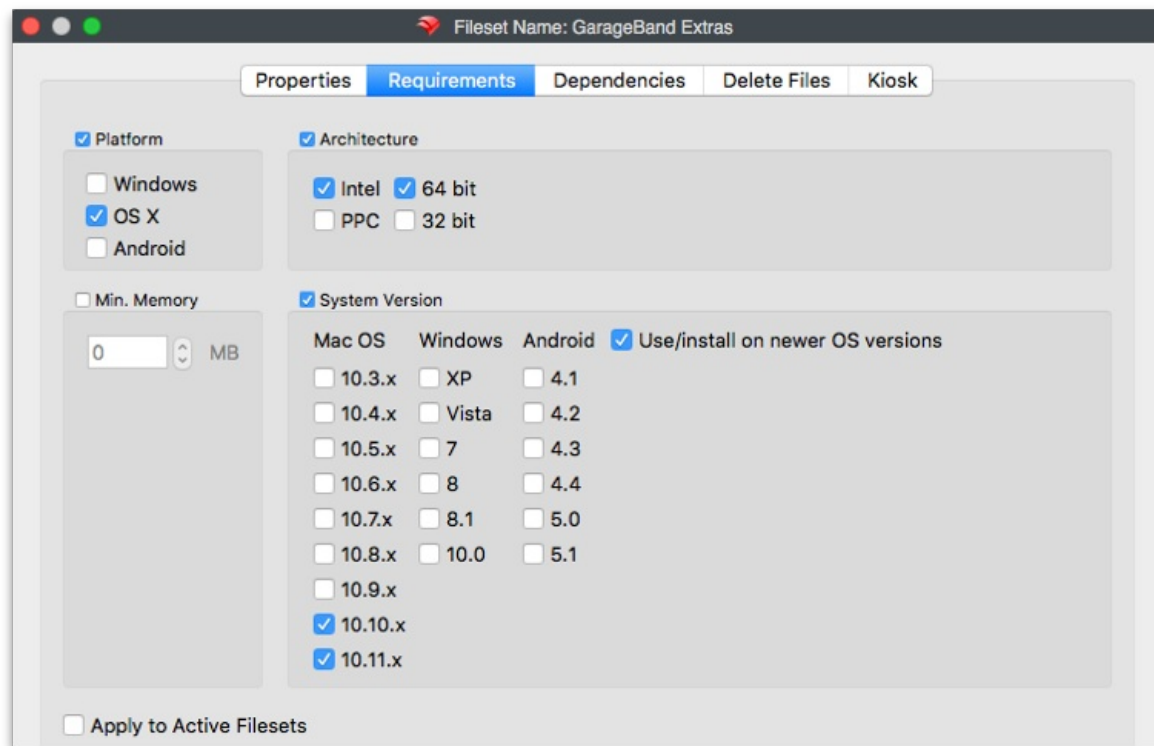 Fileset Name: GarageBand Extras
Properties Requirements Dependencies Delete Files Kiosk
Platform
Windows
OS X
Android
Architecture
Intel 64 bit
PPC 32 bit
Min. Memory
0 MB
System Version
Mac OS Windows Android Use/install on newer OS versions
10.3.x XP 4.1
10.4.x Vista 4.2
10.5.x 7 4.3
10.6.x 8 4.4
10.7.x 8.1 5.0
10.8.x 10.0 5.1
10.9.x
10.10.x
10.11.x
Apply to Active Filesets